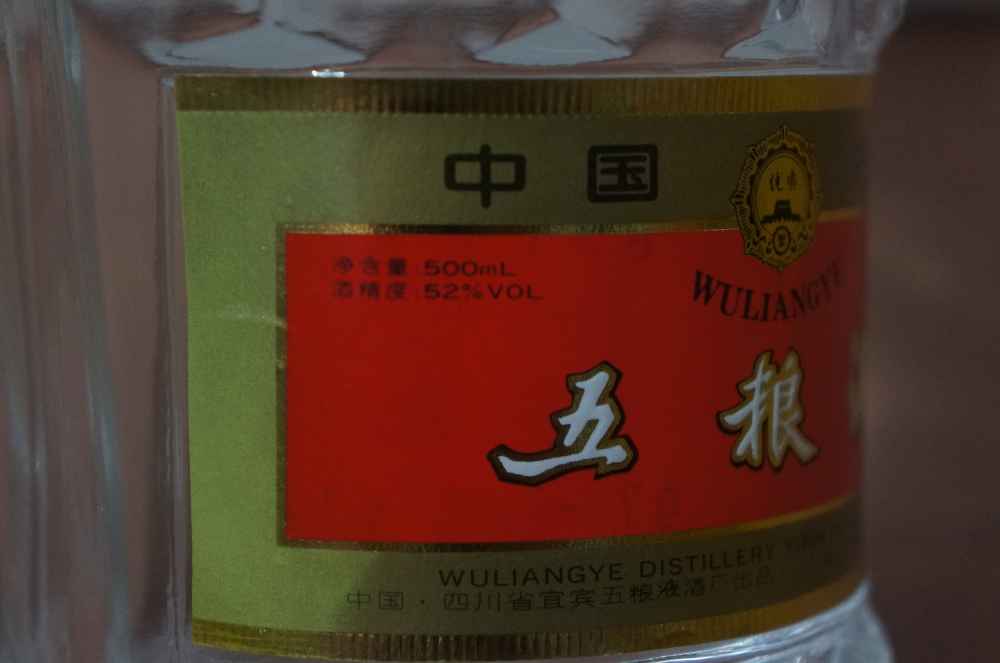 中国
净含量:500mL
酒精度:52%VOL
WULIANGYE
五粮
WULIANGYE DISTILLERY
中国·四川省宜宾五粮液酒厂出品